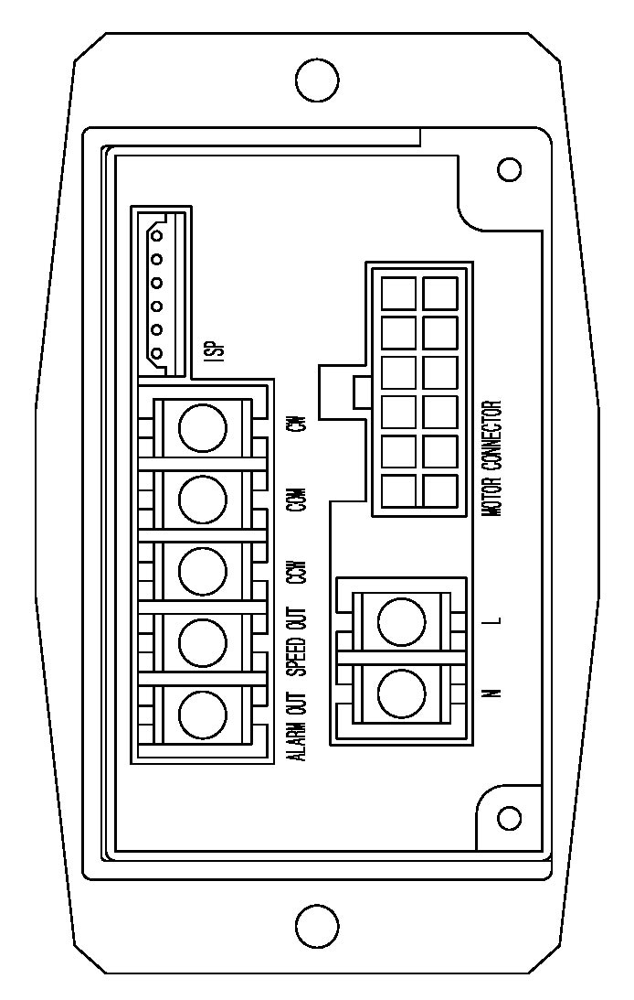 ISP
CW
COM
CCW
SPEED OUT
ALARM OUT
MOTOR CONNECTOR
L
N